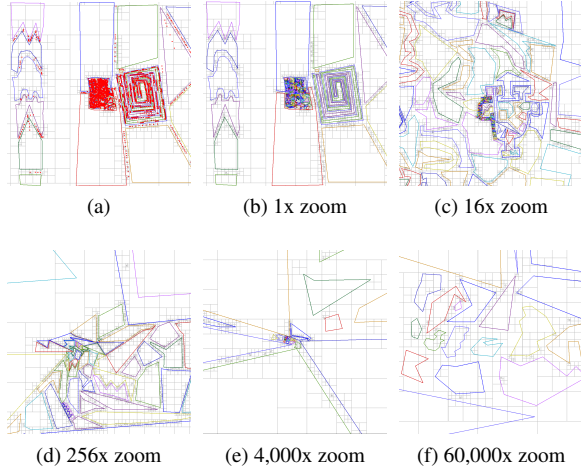 (a)
(b) 1x zoom
(c) 16x zoom
(d) 256x zoom
(e) 4,000x zoom
(f) 60,000x zoom